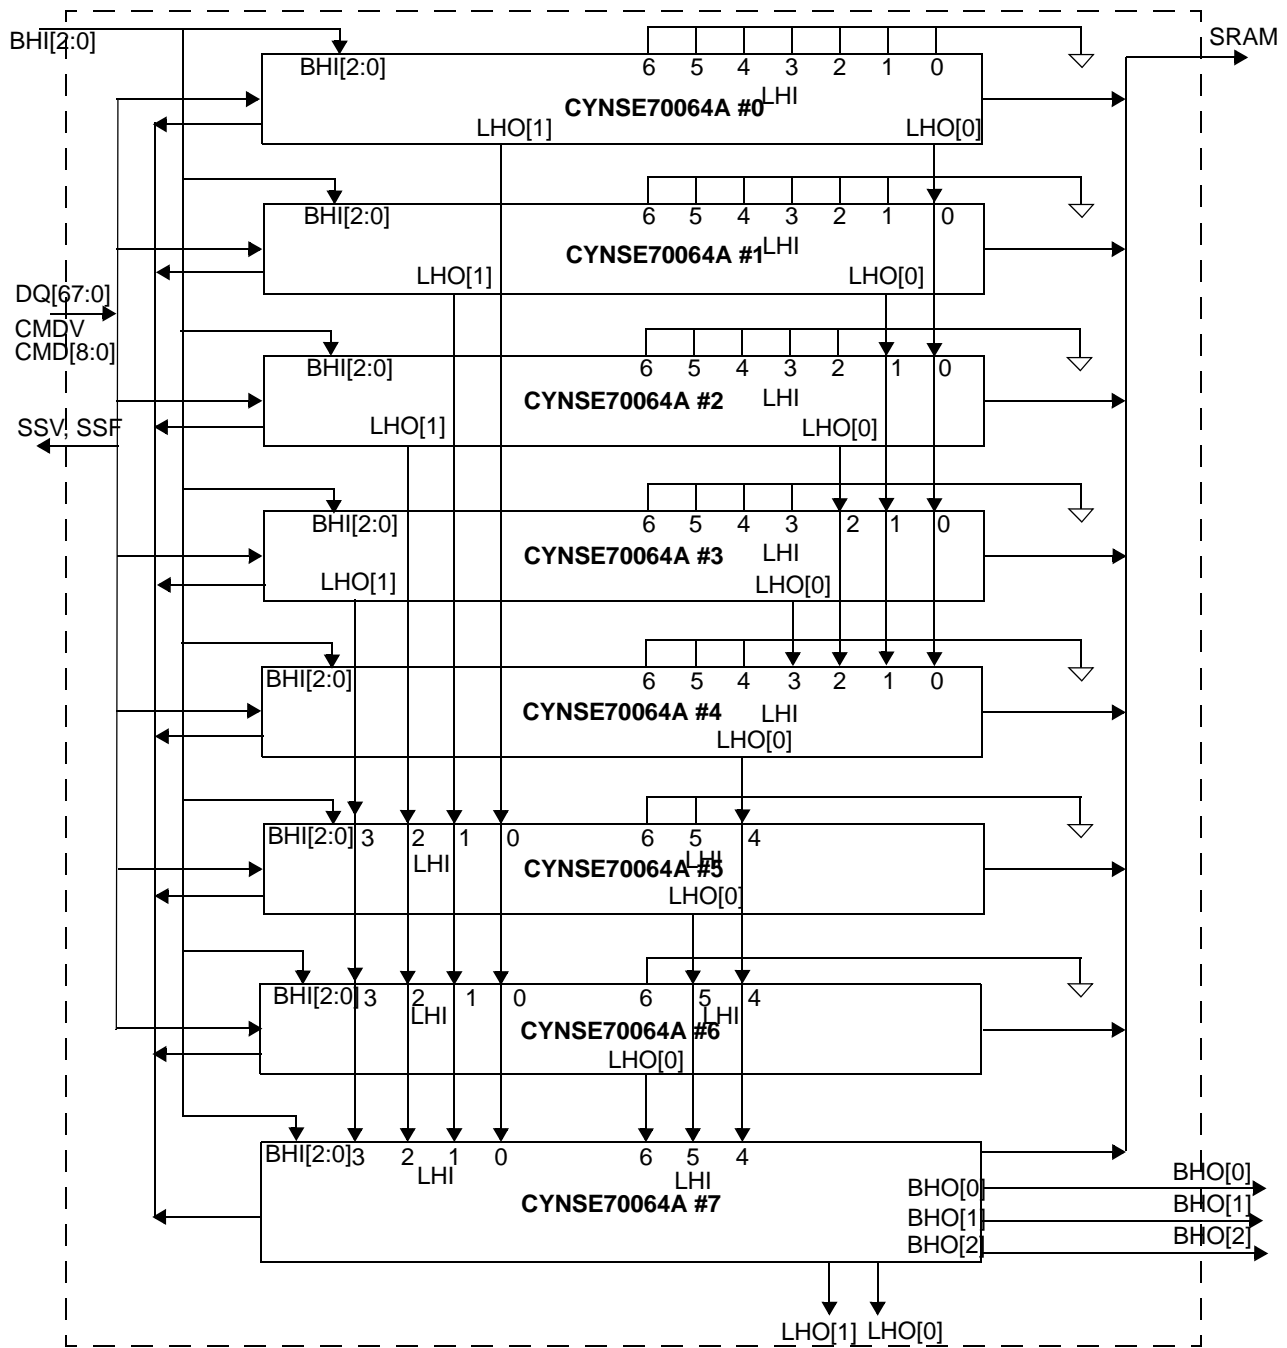 BHI[2:0] SRAM
BHI[2:0] 6 5 4 3 2 1 0
LHI
CYNSE70064A #0
LHO[1] LHO[0]
BHI[2:0] 6 5 4 3 2 1 0
LHI
CYNSE70064A #1
LHO[1] LHO[0]
DQ[67:0]
CMDV
CMD[8:0]
BHI[2:0] 6 5 4 3 2 1 0
LHI
CYNSE70064A #2
LHO[1] LHO[0]
SSV, SSF
BHI[2:0] 6 5 4 3 2 1 0
LHI
CYNSE70064A #3
LHO[1] LHO[0]
BHI[2:0] 6 5 4 3 2 1 0
LHI
CYNSE70064A #4
LHO[0]
BHI[2:0] 3 2 1 0 6 5 4
LHI LHI
CYNSE70064A #5
LHO[0]
BHI[2:0] 3 2 1 0 6 5 4
LHI LHI
CYNSE70064A #6
LHO[0]
BHI[2:0] 3 2 1 0 6 5 4
LHI LHI
CYNSE70064A #7
BHO[0] BHO[0]
BHO[1] BHO[1]
BHO[2] BHO[2]
LHO[1] LHO[0]